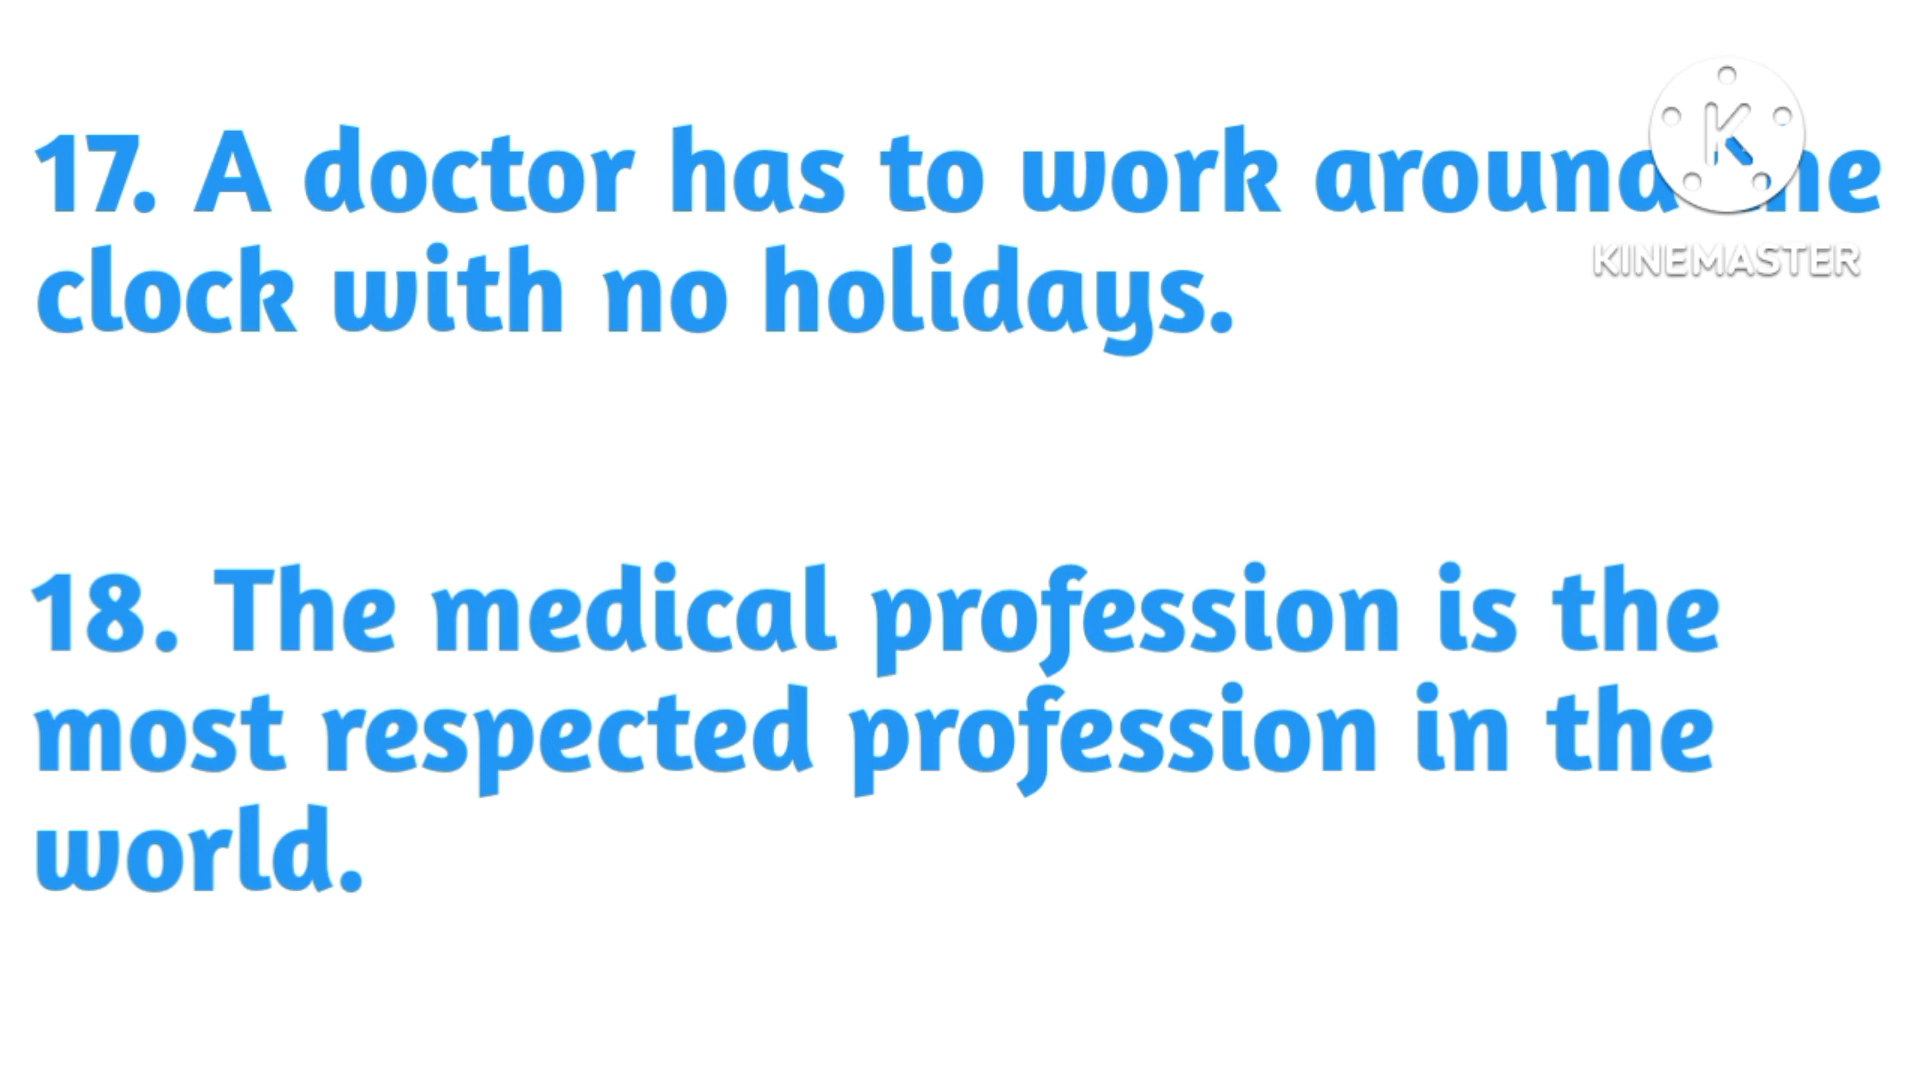 17. A doctor has to work around the
clock with no holidays.
KINEMASTER
18. The medical profession is the
most respected profession in the
world.